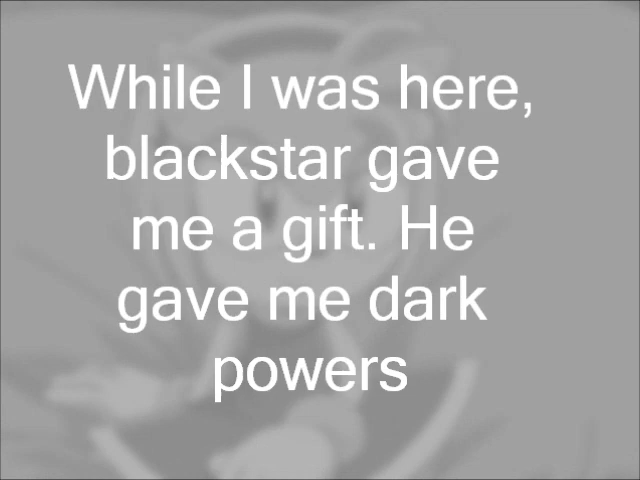 While I was here,
blackstar gave
me a gift. He
gave me dark
powers